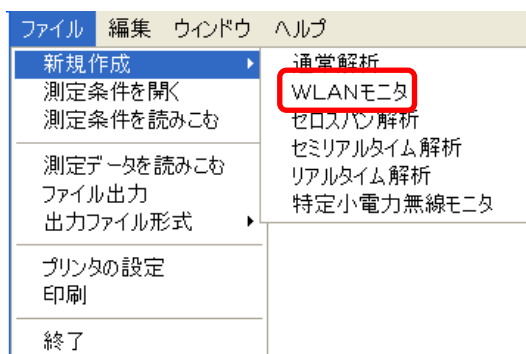 ファイル 編集 ウィンドウ ヘルプ
新規作成
測定条件を開く
測定条件を読みこむ
測定データを読みこむ
ファイル出力
出力ファイル形式
プリンタの設定
印刷
終了
通常解析
WLANモニタ
ゼロスパン解析
セミリアルタイム解析
リアルタイム解析
特定小電力無線モニタ